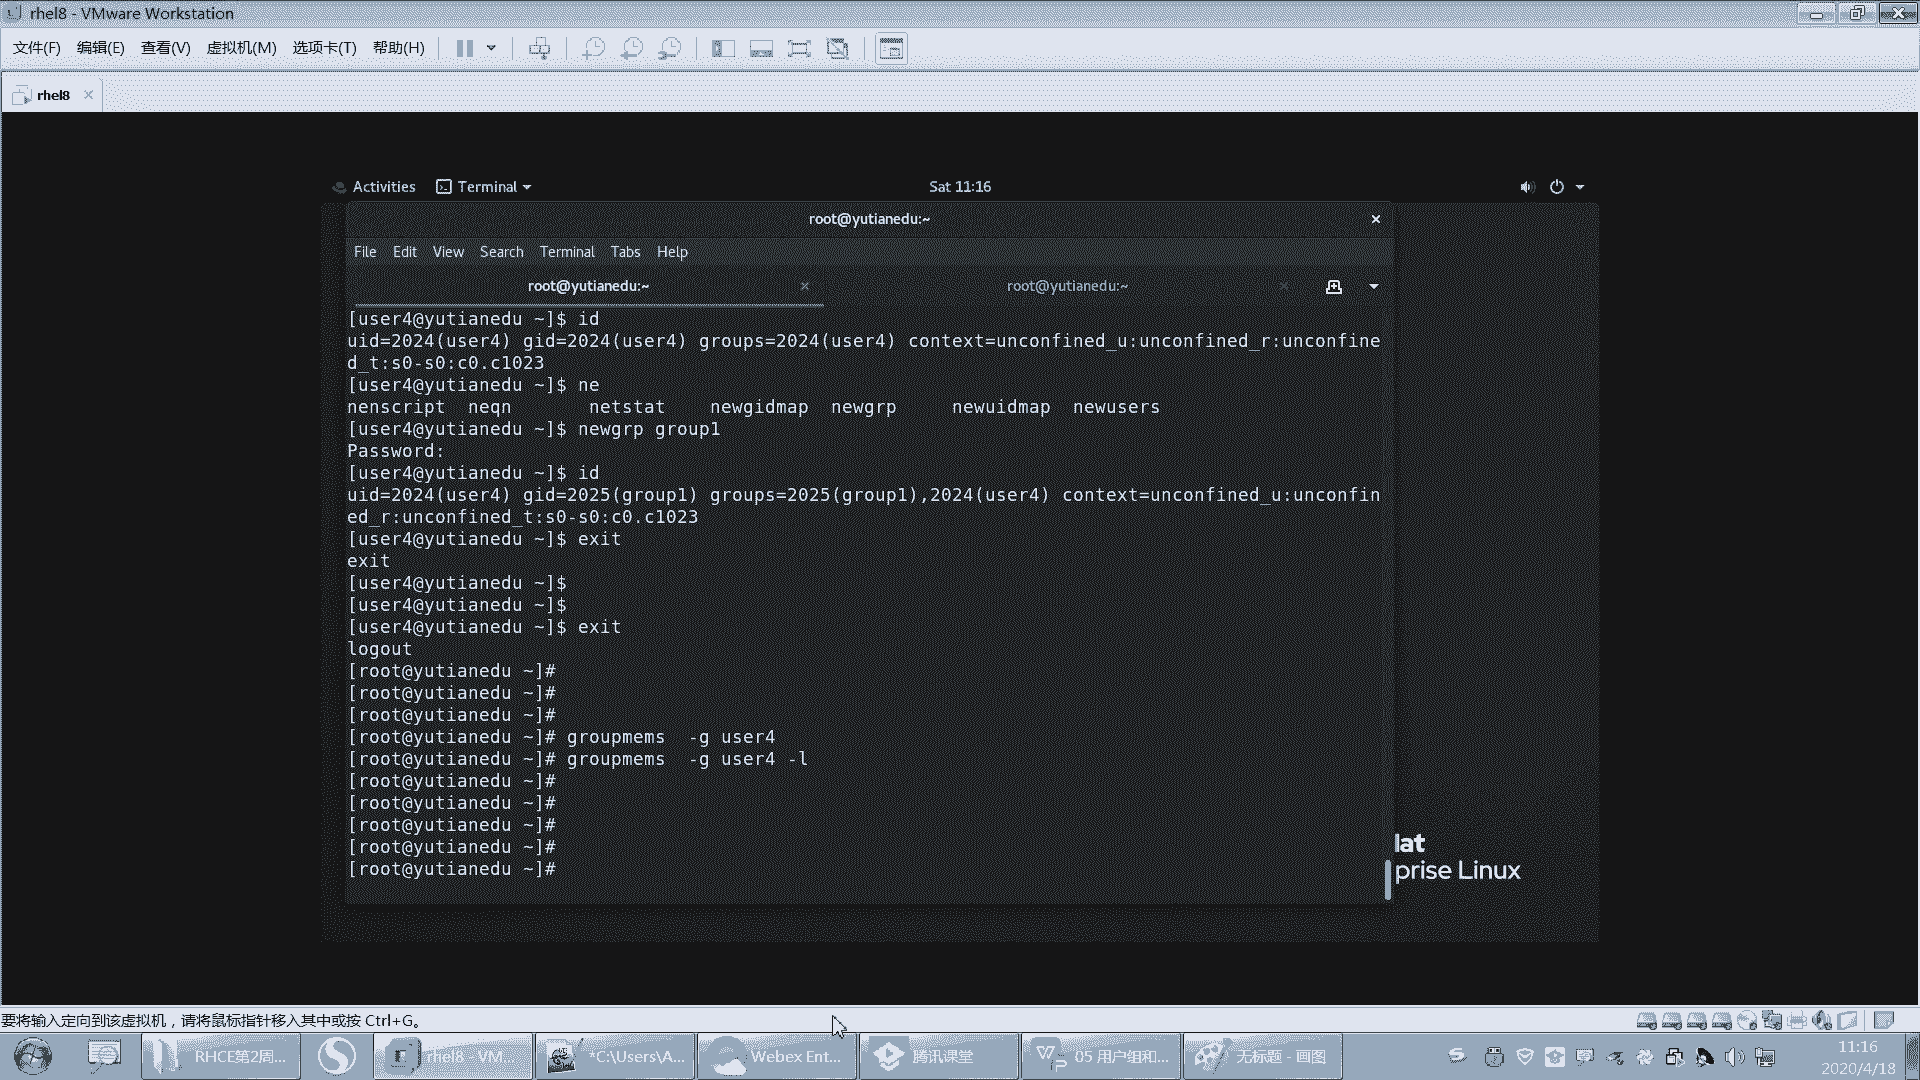 rhel8 - VMware Workstation
文件(F) 编辑(E) 查看(V) 虚拟机(M) 选项卡(T) 帮助(H)
rhel8
Activities Terminal Sat 11:16
root@yutianedu:~
File Edit View Search Terminal Tabs Help
root@yutianedu:~ root@yutianedu:~
[user4@yutianedu ~]$ id
uid=2024(user4) gid=2024(user4) groups=2024(user4) context=unconfined_u:unconfined_r:unconfine
d_t:s0-s0:c0.c1023
[user4@yutianedu ~]$ ne
nenscript neqn netstat newgidmap newgrp newuidmap newusers
[user4@yutianedu ~]$ newgrp group1
Password:
[user4@yutianedu ~]$ id
uid=2024(user4) gid=2025(group1) groups=2025(group1),2024(user4) context=unconfined_u:unconfin
ed_r:unconfined_t:s0-s0:c0.c1023
[user4@yutianedu ~]$ exit
exit
[user4@yutianedu ~]$
[user4@yutianedu ~]$
[user4@yutianedu ~]$ exit
logout
[root@yutianedu ~]#
[root@yutianedu ~]#
[root@yutianedu ~]#
[root@yutianedu ~]# groupmems  -g user4
[root@yutianedu ~]# groupmems  -g user4 -l
[root@yutianedu ~]#
[root@yutianedu ~]#
[root@yutianedu ~]#
[root@yutianedu ~]#
[root@yutianedu ~]#
lat
prise Linux
要将输入定向到该虚拟机，请将鼠标指针移入其中或按 Ctrl+G。
RHCE第2周... rhel8 - VM... *C:\Users\A... Webex Ent... 腾讯课堂 05 用户组和... 无标题 - 画图 11:16
2020/4/18